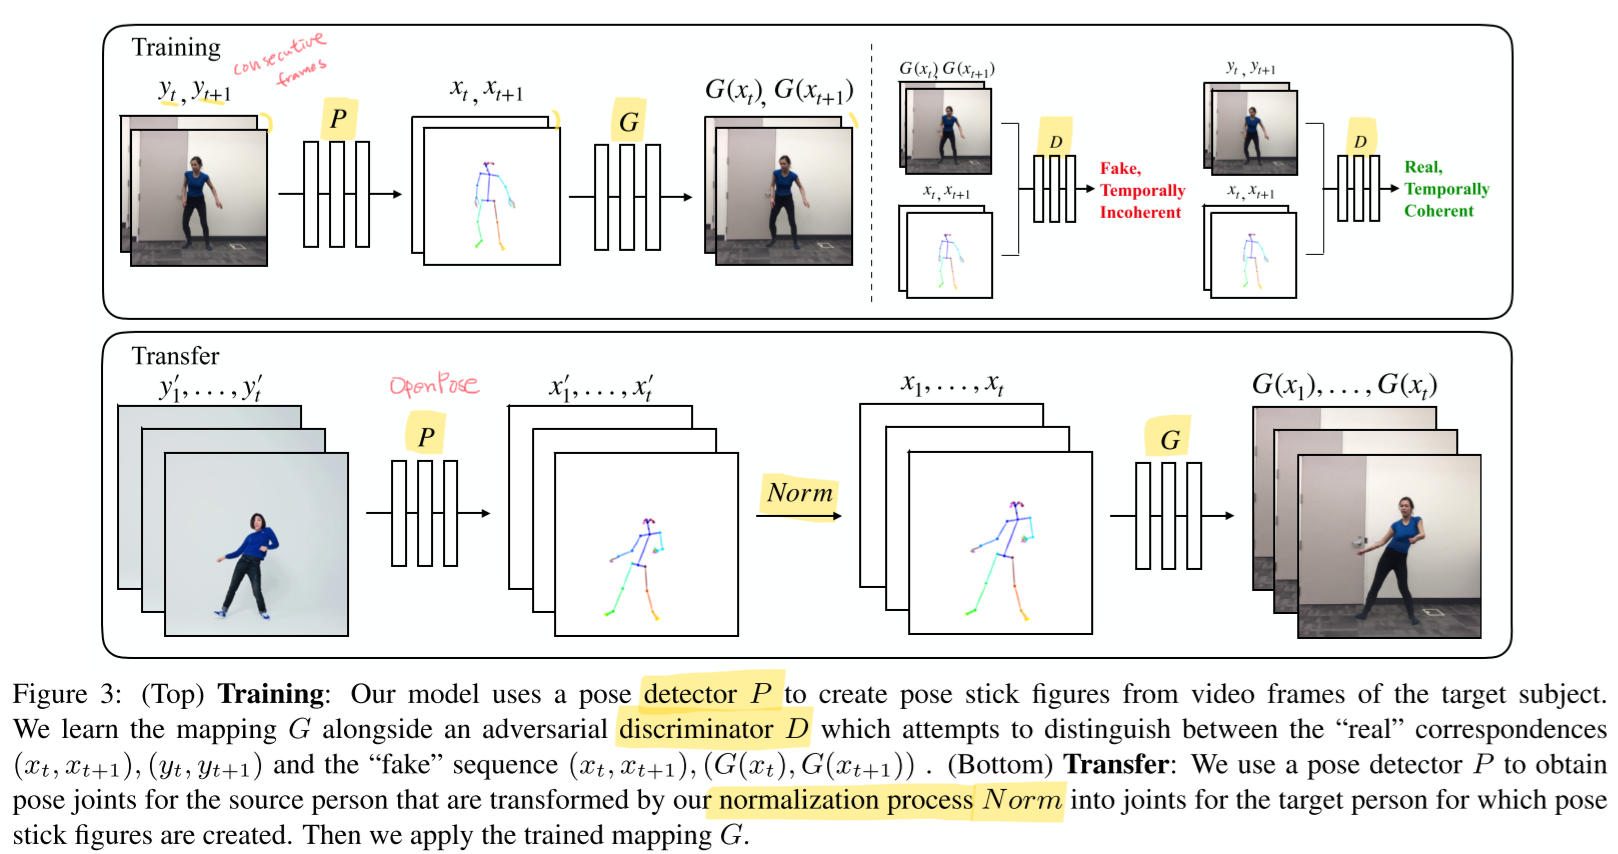 Training
consecutive
frames
y_t, y_{t+1}
P
x_t, x_{t+1}
G
G(x_t), G(x_{t+1})
G(x_t) G(x_{t+1})
x_t, x_{t+1}
D
Fake,
Temporally
Incoherent
y_t, y_{t+1}
x_t, x_{t+1}
D
Real,
Temporally
Coherent
Transfer
y′_1, . . . , y′_t
OpenPose
P
x′_1, . . . , x′_t
Norm
x_1, . . . , x_t
G
G(x_1), . . . , G(x_t)
Figure 3: (Top) Training: Our model uses a pose detector P to create pose stick figures from video frames of the target subject.
We learn the mapping G alongside an adversarial discriminator D which attempts to distinguish between the “real” correspondences
(x_t, x_{t+1}), (y_t, y_{t+1}) and the “fake” sequence (x_t, x_{t+1}), (G(x_t), G(x_{t+1})) . (Bottom) Transfer: We use a pose detector P to obtain
pose joints for the source person that are transformed by our normalization process Norm into joints for the target person for which pose
stick figures are created. Then we apply the trained mapping G.